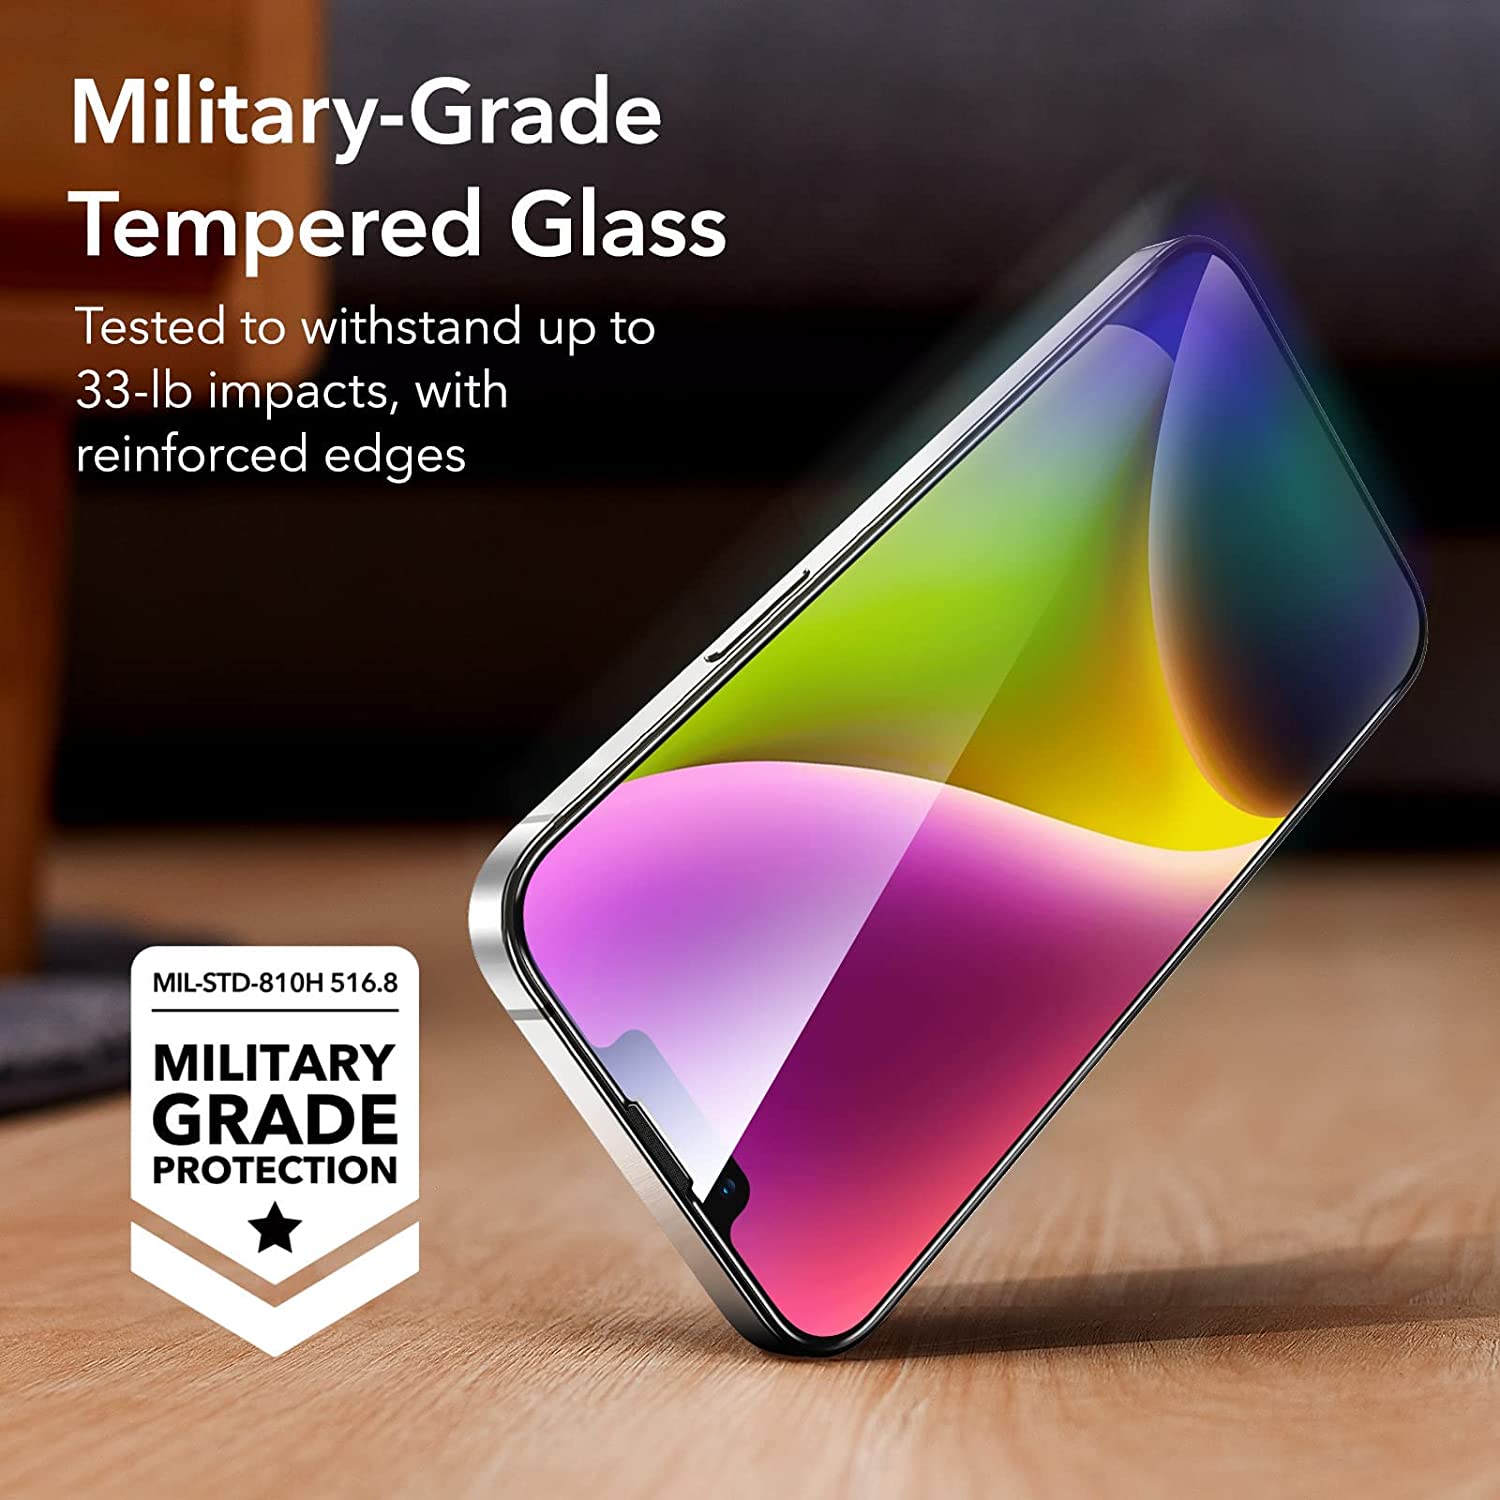 Military-Grade
Tempered Glass
Tested to withstand up to
33-lb impacts, with
reinforced edges
MIL-STD-810H 516.8
MILITARY
GRADE
PROTECTION